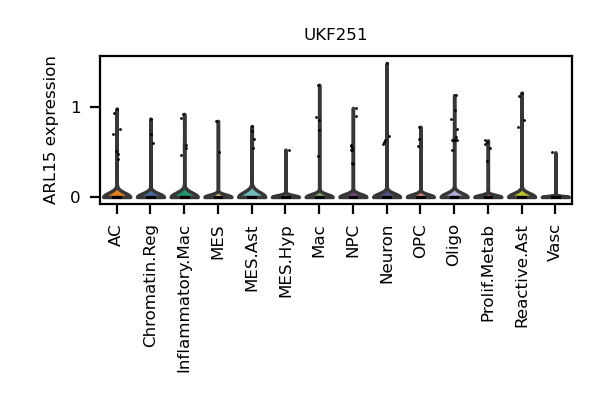 UKF251
ARL15 expression
1
0
AC
Chromatin.Reg
Inflammatory.Mac
MES
MES.Ast
MES.Hyp
Mac
NPC
Neuron
OPC
Oligo
Prolif.Metab
Reactive.Ast
Vasc